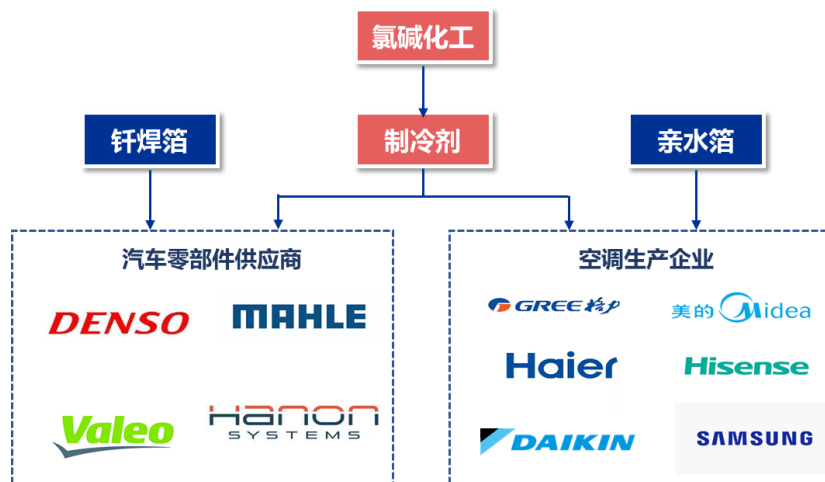 氯碱化工
钎焊箔
制冷剂
亲水箔
汽车零部件供应商
DENSO
MAHLE
Valeo
Hanon
SYSTEMS
空调生产企业
GREE格力
美的 Midea
Haier
Hisense
DAIKIN
SAMSUNG